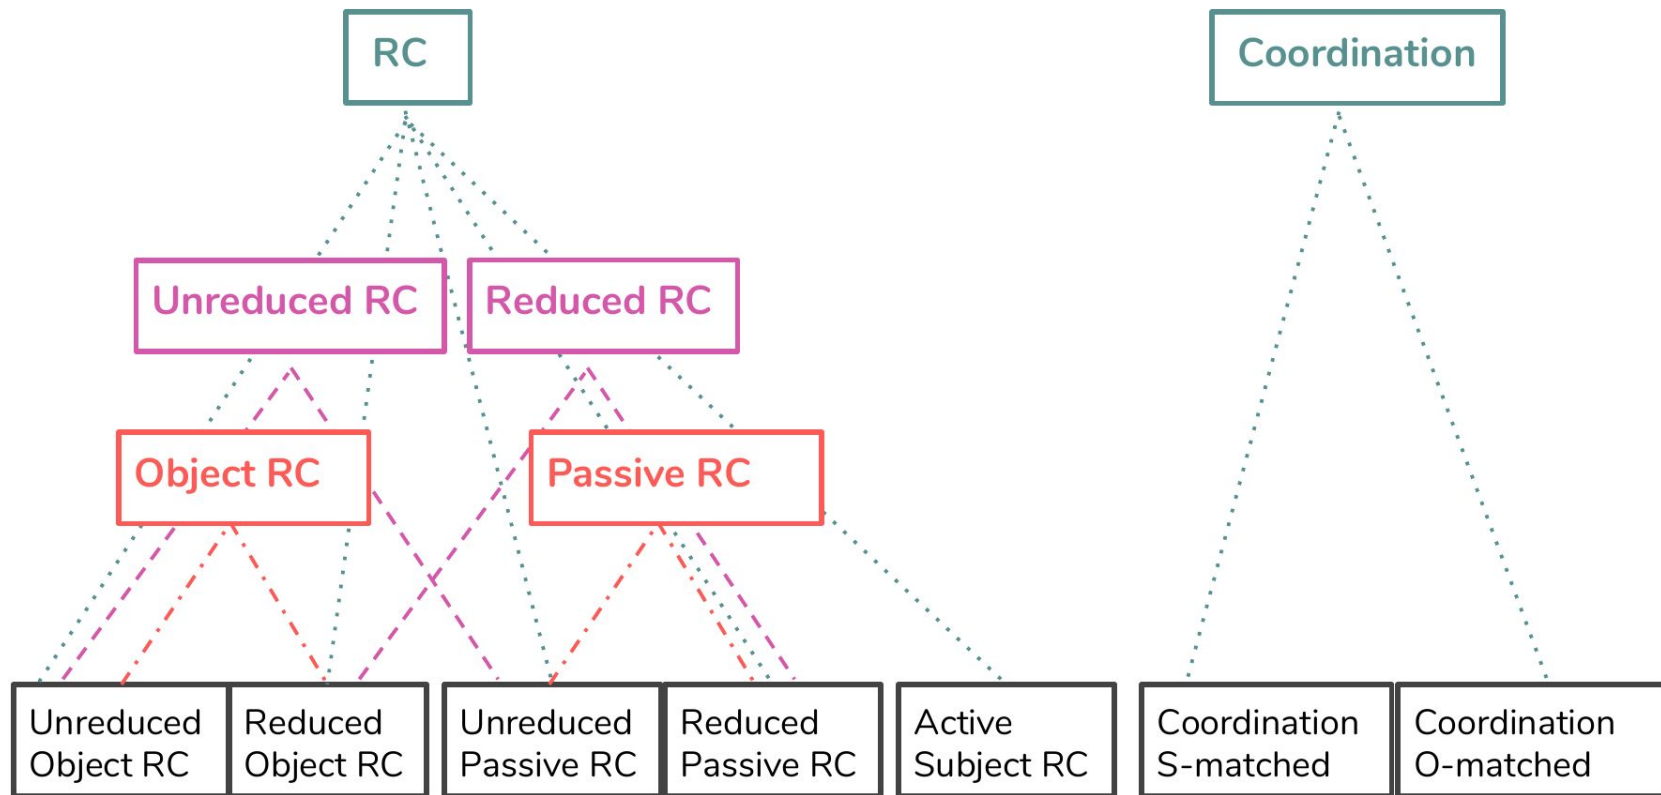 RC
Coordination
Unreduced RC
Reduced RC
Object RC
Passive RC
Unreduced
Object RC
Reduced
Object RC
Unreduced
Passive RC
Reduced
Passive RC
Active
Subject RC
Coordination
S-matched
Coordination
O-matched